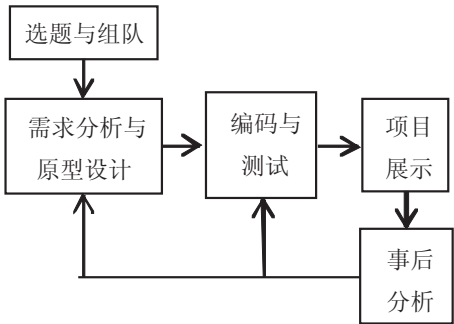 选题与组队
需求分析与
原型设计
编码与
测试
项目
展示
事后
分析